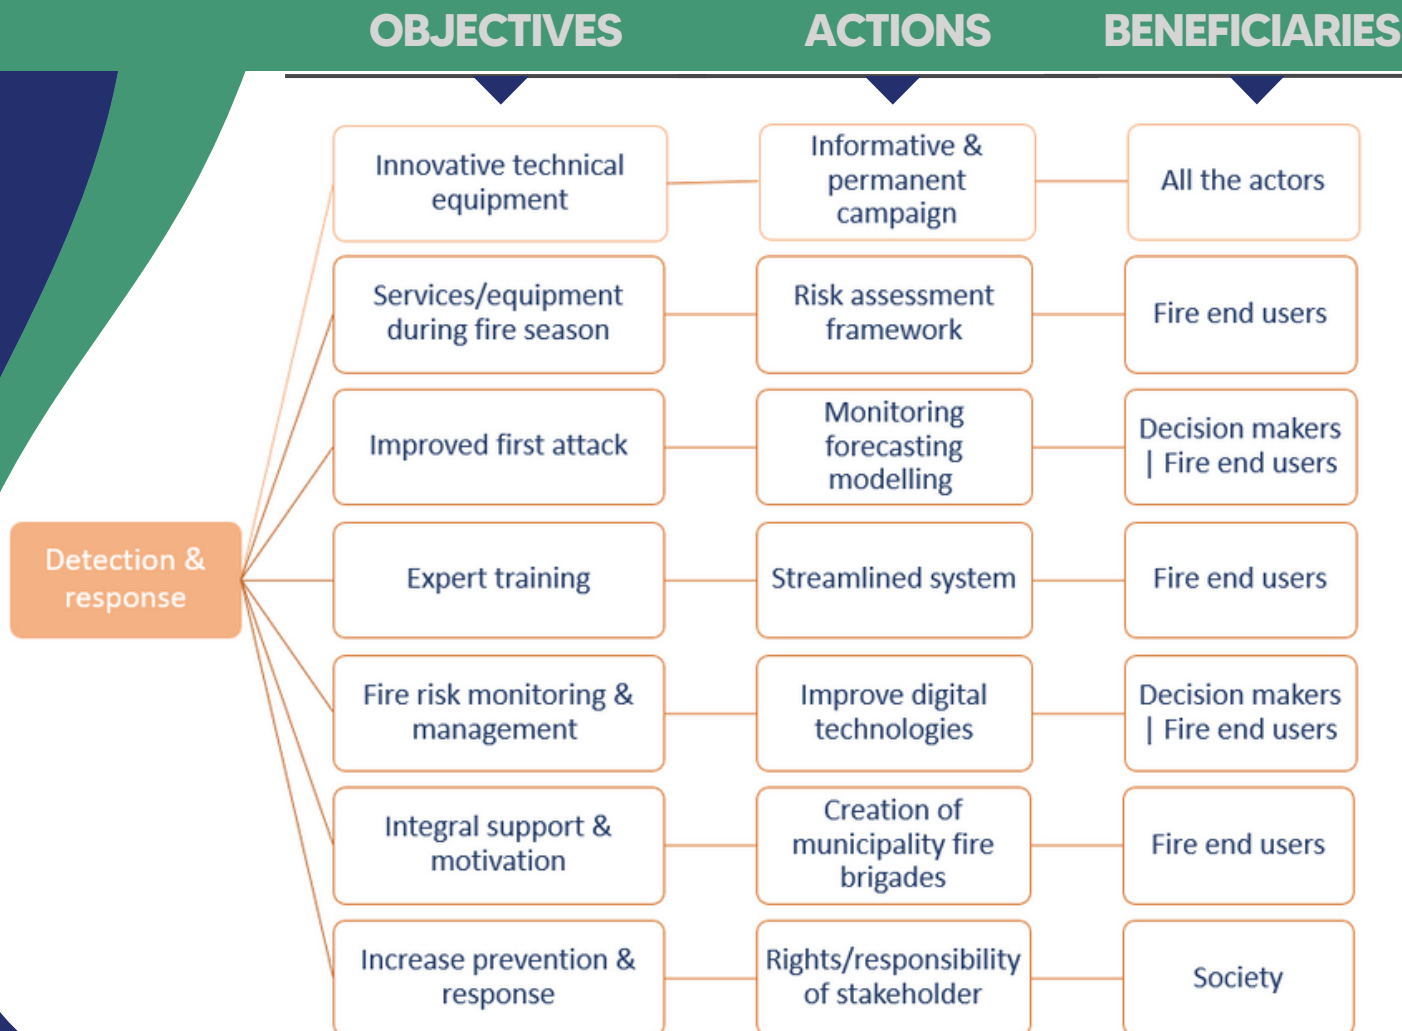 OBJECTIVES
ACTIONS
BENEFICIARIES
Detection &
response
Innovative technical
equipment
Informative &
permanent
campaign
All the actors
Services/equipment
during fire season
Risk assessment
framework
Fire end users
Improved first attack
Monitoring
forecasting
modelling
Decision makers
| Fire end users
Expert training
Streamlined system
Fire end users
Fire risk monitoring &
management
Improve digital
technologies
Decision makers
| Fire end users
Integral support &
motivation
Creation of
municipality fire
brigades
Fire end users
Increase prevention &
response
Rights/responsibility
of stakeholder
Society